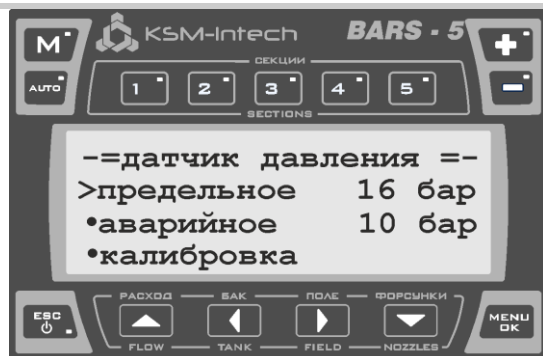 M
KSM-Intech
BARS - 5
+
AUTO
СЕКЦИИ
-
1 2 3 4 5
SECTIONS
-=датчик давления =-
>предельное 16 бар
•аварийное 10 бар
•калибровка
ESC
РАСХОД БАК ПОЛЕ ФОРСУНКИ
MENU
OK
FLOW TANK FIELD NOZZLES